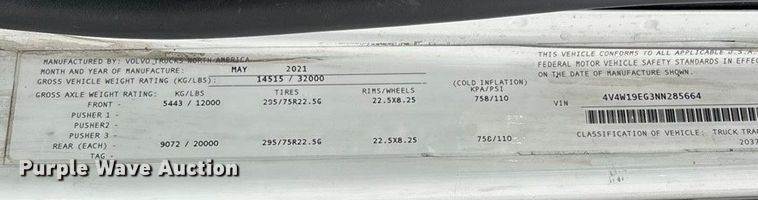 MANUFACTURED BY: VOLVO TRUCKS NORTH AMERICA
MONTH AND YEAR OF MANUFACTURE: MAY 2021
GROSS VEHICLE WEIGHT RATING (KG/LBS): 14515 / 32000
GROSS AXLE WEIGHT RATING: KG/LBS TIRES RIMS/WHEELS (COLD INFLATION) KPA/PSI
FRONT - 5443 / 12000 295/75R22.5G 22.5X8.25 758/110
PUSHER 1 -
PUSHER2 -
PUSHER 3 -
REAR (EACH) - 9072 / 20000 295/75R22.5G 22.5X8.25 758/110
TAG -
THIS VEHICLE CONFORMS TO ALL APPLICABLE U.S.A.
FEDERAL MOTOR VEHICLE SAFETY STANDARDS IN EFFEC
ON THE DATE OF MANUFACTURE SHOWN.
VIN 4V4W19EG3NN285664
CLASSIFICATION OF VEHICLE: TRUCK TRA
2037
Purple Wave Auction